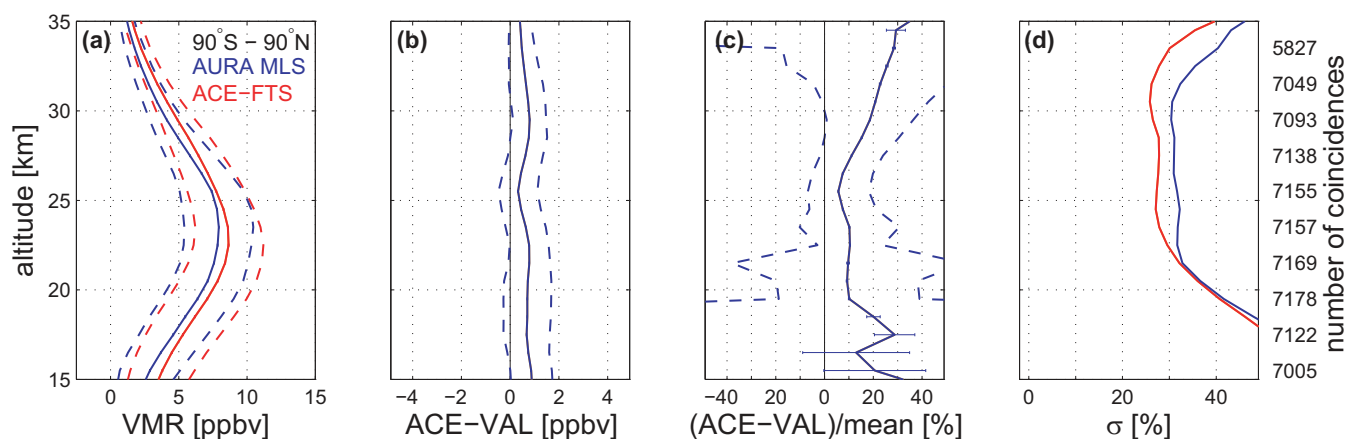 (a) 90°S − 90°N
AURA MLS
ACE−FTS
(b)
(c)
(d)
altitude [km]
35
30
25
20
15
0 5 10 15
VMR [ppbv]
−4 −2 0 2 4
ACE−VAL [ppbv]
−40 −20 0 20 40
(ACE−VAL)/mean [%]
0 20 40
σ [%]
5827
7049
7093
7138
7155
7157
7169
7178
7122
7005
number of coincidences